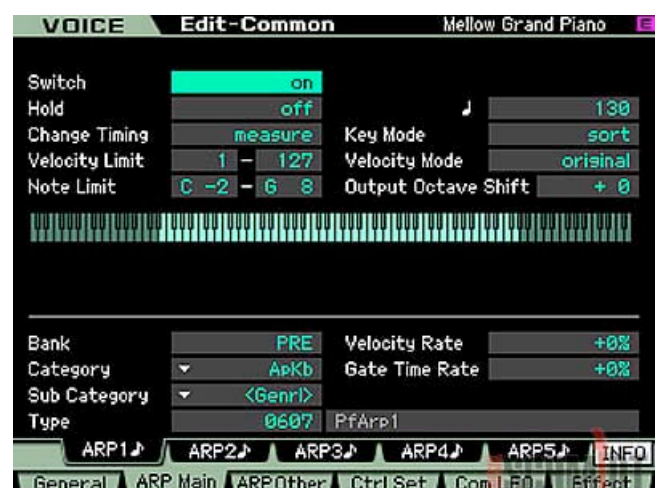 VOICE Edit-Common Mellow Grand Piano E
Switch on
Hold off ♩ 130
Change Timing measure Key Mode sort
Velocity Limit 1 - 127 Velocity Mode original
Note Limit C -2 - G 8 Output Octave Shift + 0
Bank PRE Velocity Rate +0%
Category ApKb Gate Time Rate +0%
Sub Category <Genrl>
Type 0607 PfArp1
ARP1♪ ARP2♪ ARP3♪ ARP4♪ ARP5♪ INFO
General ARP Main ARP Other Ctrl Set Com LFO Effect